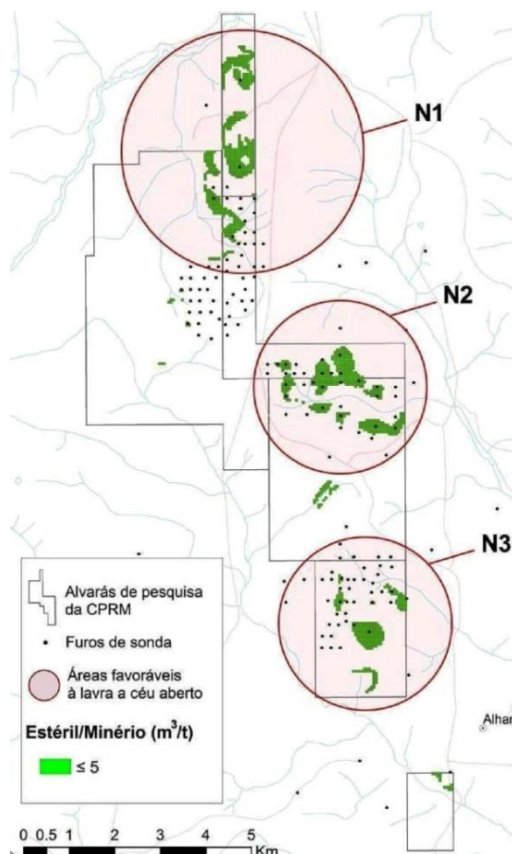 N1
N2
N3
Alvarás de pesquisa
da CPRM
Furos de sonda
Áreas favoráveis
à lavra a céu aberto
Estéril/Minério (m³/t)
≤ 5
Alhar
0 0.5 1 2 3 4 5
Km